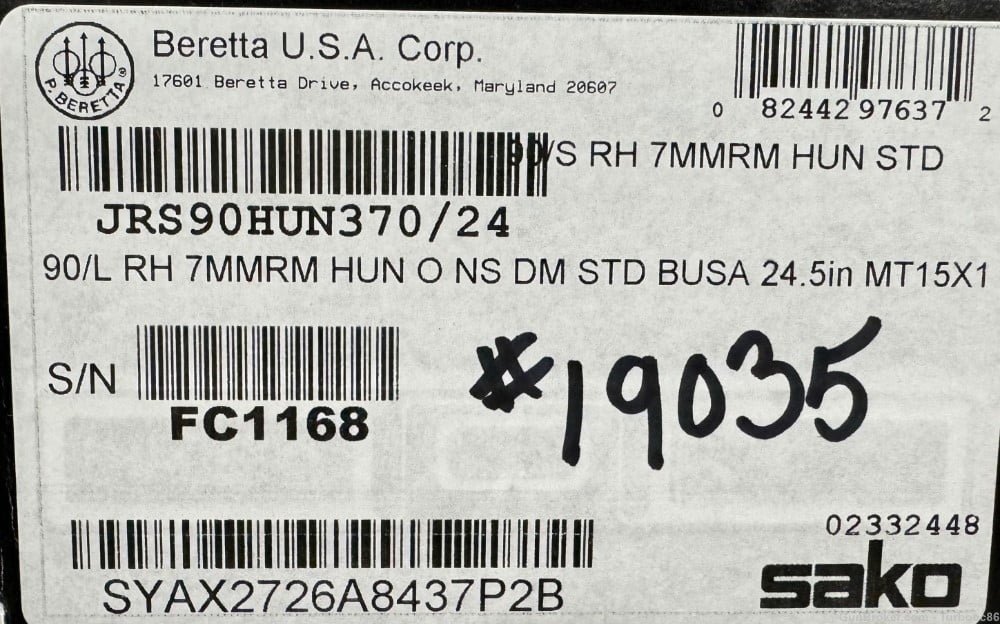 Beretta U.S.A. Corp.
17601 Beretta Drive, Accokeek, Maryland 20607
P. BERETTA®
0 82442 97637 2
90/S RH 7MMRM HUN STD
JRS90HUN370/24
90/L RH 7MMRM HUN O NS DM STD BUSA 24.5in MT15X1
S/N
FC1168
#19035
02332448
SYAX2726A8437P2B
sako